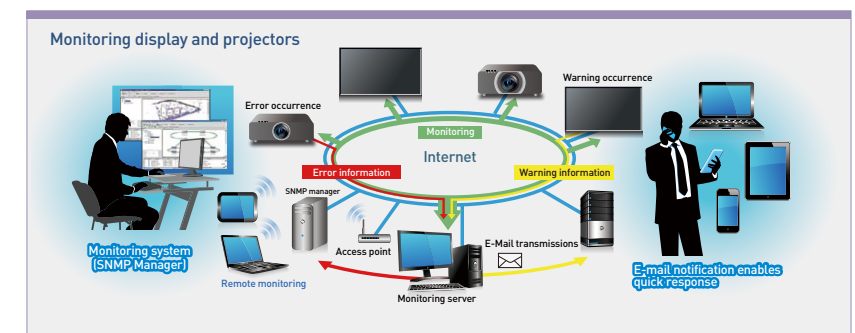 Monitoring display and projectors
Warning occurrence
Error occurrence
Monitoring
Internet
Error information
Warning information
SNMP manager
Access point
E-Mail transmissions
Monitoring system
(SNMP Manager)
Remote monitoring
Monitoring server
E-mail notification enables
quick response